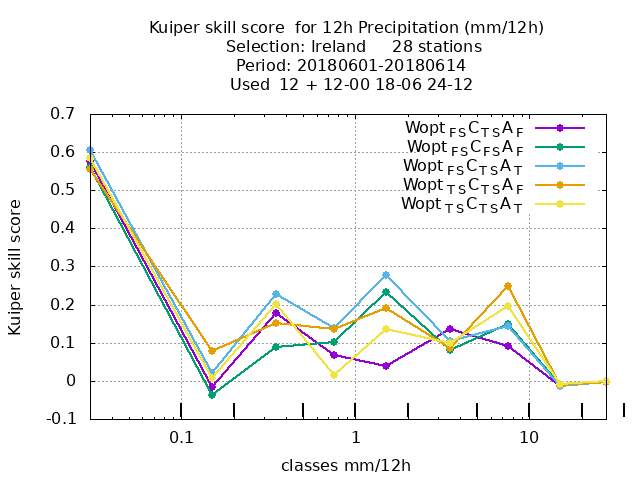 Kuiper skill score  for 12h Precipitation (mm/12h)
Selection: Ireland     28 stations
Period: 20180601-20180614
Used  12 + 12-00 18-06 24-12
Wopt FS C TS A F
Wopt FS C FS A F
Wopt FS C TS A T
Wopt TS C TS A F
Wopt TS C TS A T
0.7
0.6
0.5
0.4
0.3
0.2
0.1
0
-0.1
Kuiper skill score
0.1 1 10
classes mm/12h